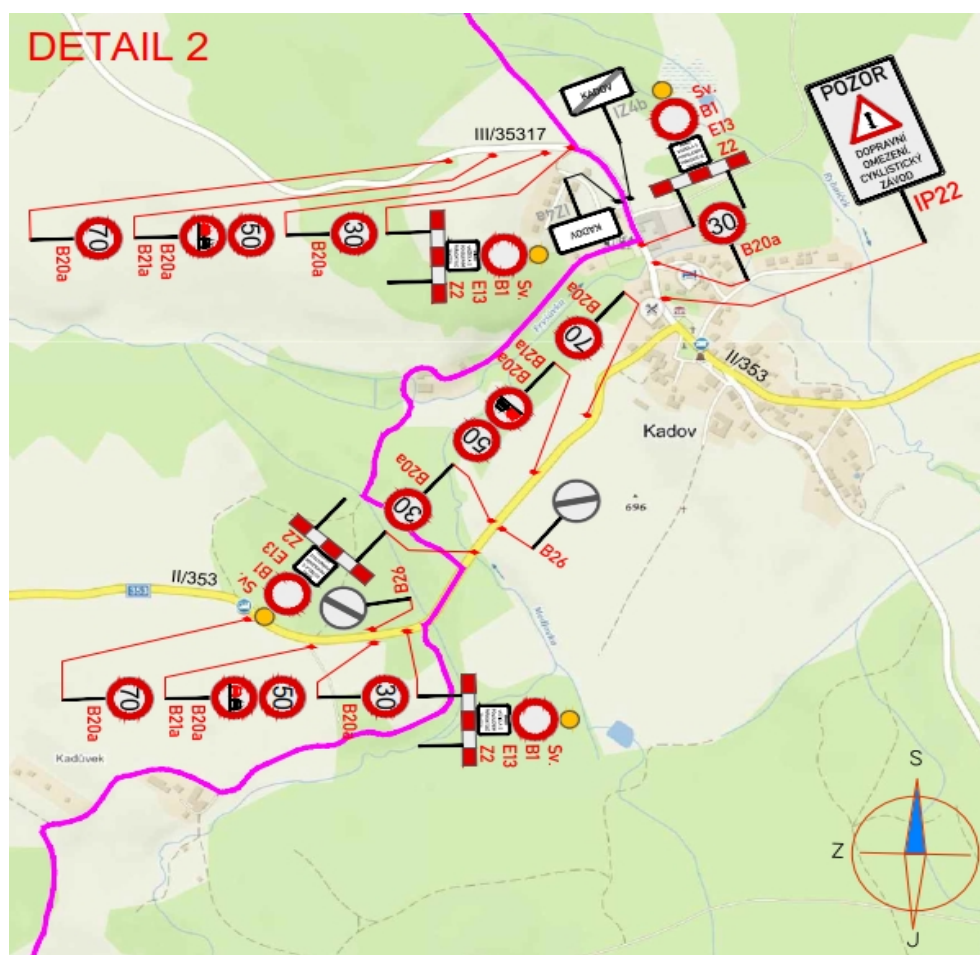 DETAIL 2
KADOV
IZ4b
Sv.
B1
E13
Z2
POZOR
DOPRAVNÍ
OMEZENÍ.
CYKLISTICKÝ
ZÁVOD
IP22
III/35317
IZ4a
KADOV
30
B20a
70
B20a
B21a
50
B20a
30
B20a
Z2
E13
B1
Sv.
B20a
70
B21a
B20a
50
B20a
30
II/353
Kadov
696
B26
Z2
E13
B1
Sv.
B26
II/353
353
70
B20a
B21a
50
B20a
30
B20a
Z2
E13
B1
Sv.
Kadůvek
S
Z
J